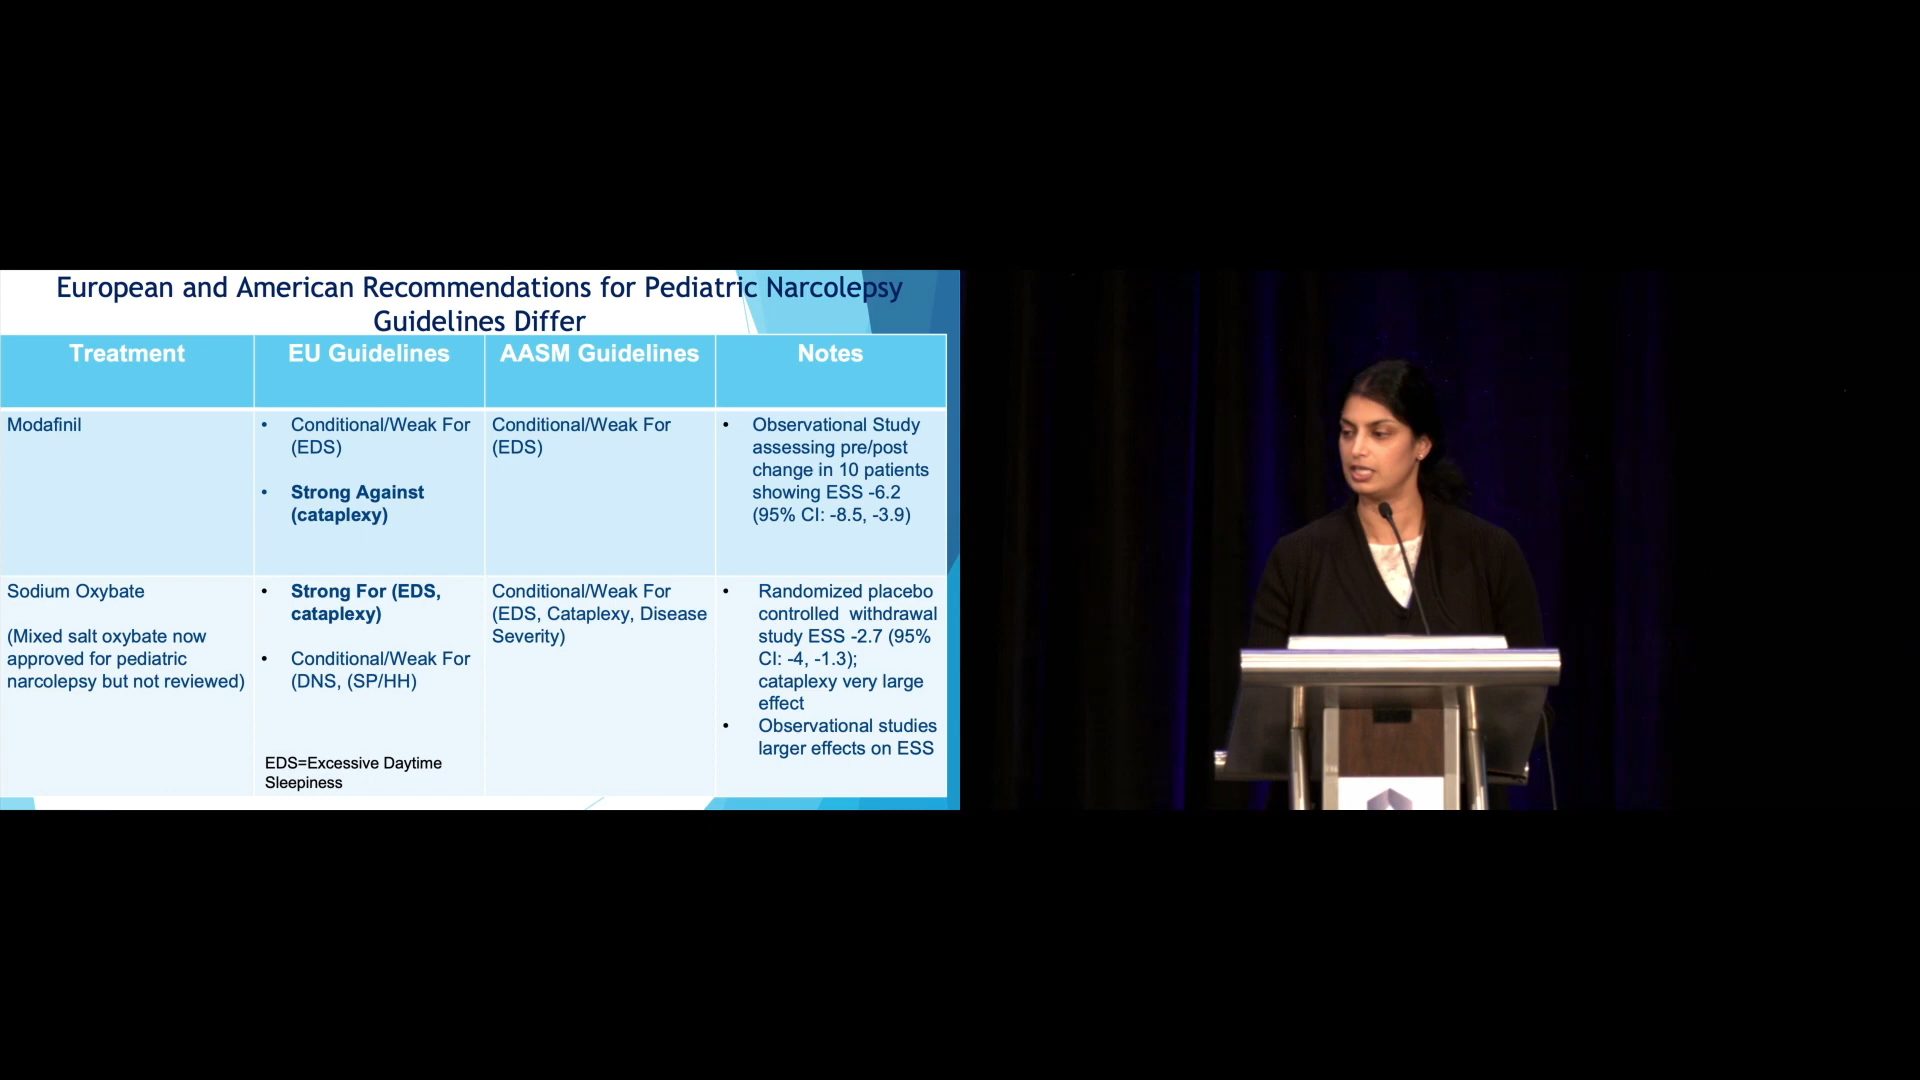 European and American Recommendations for Pediatric Narcolepsy
Guidelines Differ
Treatment
EU Guidelines
AASM Guidelines
Notes
Modafinil
• Conditional/Weak For
(EDS)
• Strong Against
(cataplexy)
Conditional/Weak For
(EDS)
• Observational Study
assessing pre/post
change in 10 patients
showing ESS -6.2
(95% CI: -8.5, -3.9)
Sodium Oxybate
(Mixed salt oxybate now
approved for pediatric
narcolepsy but not reviewed)
• Strong For (EDS,
cataplexy)
• Conditional/Weak For
(DNS, (SP/HH)
EDS=Excessive Daytime
Sleepiness
Conditional/Weak For
(EDS, Cataplexy, Disease
Severity)
• Randomized placebo
controlled withdrawal
study ESS -2.7 (95%
CI: -4, -1.3);
cataplexy very large
effect
• Observational studies
larger effects on ESS